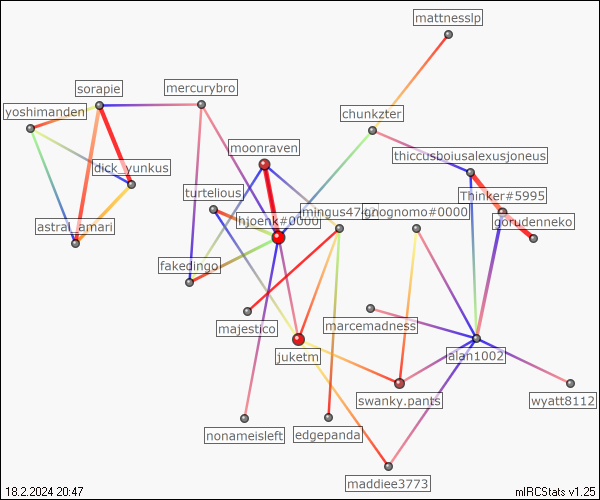 mattnesslp
sorapie
mercurybro
yoshimanden
chunkzter
moonraven
thiccusboiusalexusjoneus
dick_yunkus
turtelious
Thinker#5995
hjoenk#0000
mingus4740
gnognomo#0000
gorudenneko
astral_amari
fakedingo
majestico
marcemadness
juketm
alan1002
swanky.pants
wyatt8112
nonameisleft
edgepanda
maddiee3773
18.2.2024 20:47
mIRCStats v1.25